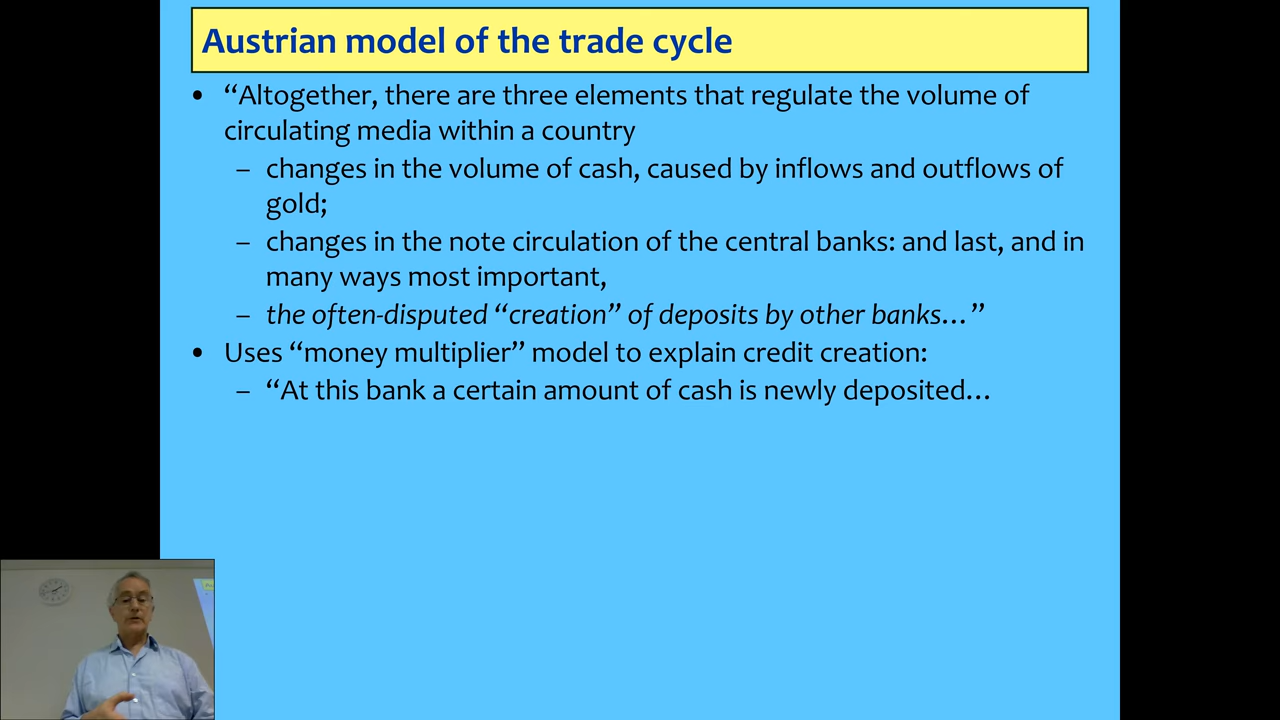 Austrian model of the trade cycle
• “Altogether, there are three elements that regulate the volume of
circulating media within a country
– changes in the volume of cash, caused by inflows and outflows of
gold;
– changes in the note circulation of the central banks: and last, and in
many ways most important,
– the often-disputed “creation” of deposits by other banks…”
• Uses “money multiplier” model to explain credit creation:
– “At this bank a certain amount of cash is newly deposited…